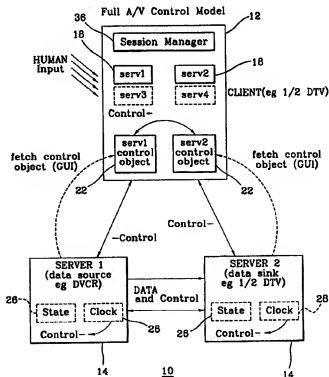 Full A/V Control Model
36
Session Manager
12
18
HUMAN
Input
serv1
serv2
18
serv3
serv4
CLIENT(eg 1/2 DTV)
Control-
serv1
control
object
serv2
control
object
fetch control
object (GUI)
22
22
fetch control
object (GUI)
-Control
Control-
SERVER 1
(data source
eg DVCR)
DATA
and Control
SERVER 2
(data sink
eg 1/2 DTV)
26
State
Clock
26
Control-
26
State
Clock
26
Control-
14
10
14